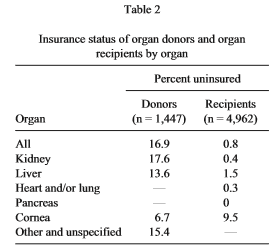 Table 2
Insurance status of organ donors and organ
recipients by organ
Percent uninsured
Donors Recipients
Organ (n = 1,447) (n = 4,962)
All 16.9 0.8
Kidney 17.6 0.4
Liver 13.6 1.5
Heart and/or lung — 0.3
Pancreas — 0
Cornea 6.7 9.5
Other and unspecified 15.4 —